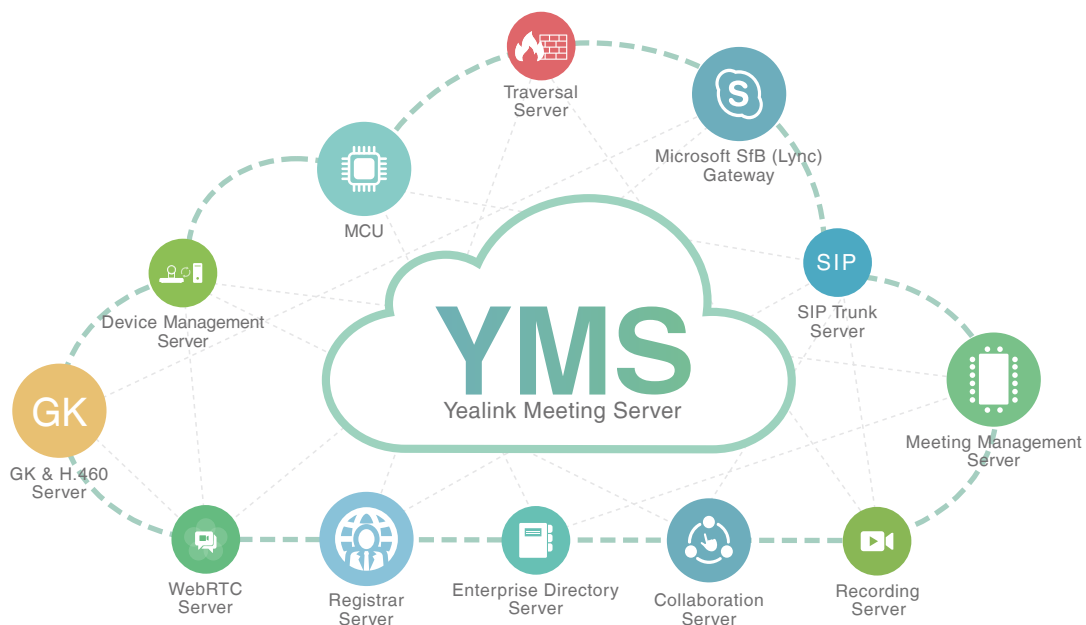 Traversal
Server
S
Microsoft SfB (Lync)
Gateway
MCU
SIP
SIP Trunk
Server
Device Management
Server
YMS
Yealink Meeting Server
GK
GK & H.460
Server
Meeting Management
Server
WebRTC
Server
Registrar
Server
Enterprise Directory
Server
Collaboration
Server
Recording
Server